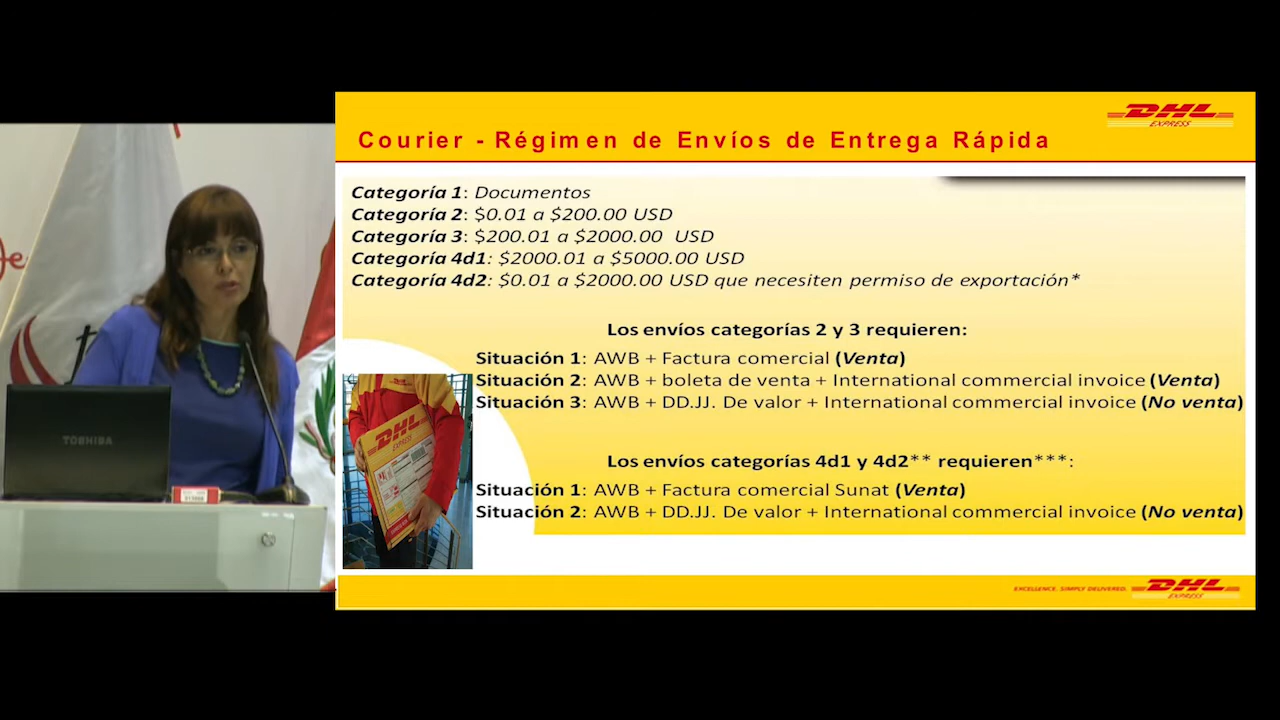 DHL
EXPRESS
Courier - Régimen de Envíos de Entrega Rápida
Categoría 1: Documentos
Categoría 2: $0.01 a $200.00 USD
Categoría 3: $200.01 a $2000.00 USD
Categoría 4d1: $2000.01 a $5000.00 USD
Categoría 4d2: $0.01 a $2000.00 USD que necesiten permiso de exportación*
Los envíos categorías 2 y 3 requieren:
Situación 1: AWB + Factura comercial (Venta)
Situación 2: AWB + boleta de venta + International commercial invoice (Venta)
Situación 3: AWB + DD.JJ. De valor + International commercial invoice (No venta)
Los envíos categorías 4d1 y 4d2** requieren***:
Situación 1: AWB + Factura comercial Sunat (Venta)
Situación 2: AWB + DD.JJ. De valor + International commercial invoice (No venta)
DHL
EXPRESS
TOSHIBA
EXCELLENCE. SIMPLY DELIVERED.
DHL
EXPRESS